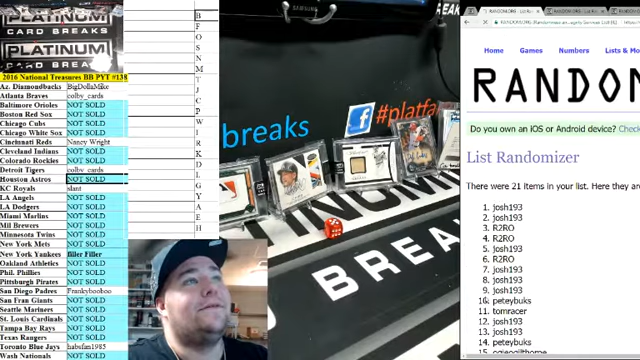 PLATINUM
CARD BREAKS
PLATINUM
CARD BREAKS
2016 National Treasures BB PYT #138
Az. Diamondbacks BigDollaMike
Atlanta Braves colby_cards
Baltimore Orioles NOT SOLD
Boston Red Sox NOT SOLD
Chicago Cubs NOT SOLD
Chicago White Sox NOT SOLD
Cincinnati Reds Nancy Wright
Cleveland Indians NOT SOLD
Colorado Rockies NOT SOLD
Detroit Tigers colby_cards
Houston Astros NOT SOLD
KC Royals slant
LA Angels NOT SOLD
LA Dodgers NOT SOLD
Miami Marlins NOT SOLD
Mil Brewers NOT SOLD
Minnesota Twins NOT SOLD
New York Mets NOT SOLD
New York Yankees filler Filler
Oakland Athletics NOT SOLD
Phil. Phillies NOT SOLD
Pittsburgh Pirates NOT SOLD
San Diego Padres Frankybooboo
San Fran Giants NOT SOLD
Seattle Mariners NOT SOLD
St. Louis Cardinals NOT SOLD
Tampa Bay Rays NOT SOLD
Texas Rangers NOT SOLD
Toronto Blue Jays habsfan1985
Wash Nationals NOT SOLD
B
F
O
S
N
M
T
J
C
P
W
I
R
K
D
L
G
Y
A
E
H
SAMSUNG
breaks
#platfa
BREA
Home Games Numbers Lists & Mo
RANDOM
Do you own an iOS or Android device? Check
List Randomizer
There were 21 items in your list. Here they are
1. josh193
2. josh193
3. R2RO
4. R2RO
5. josh193
6. R2RO
7. josh193
8. josh193
9. josh193
10. peteybuks
11. tomracer
12. josh193
13. josh193
14. peteybuks